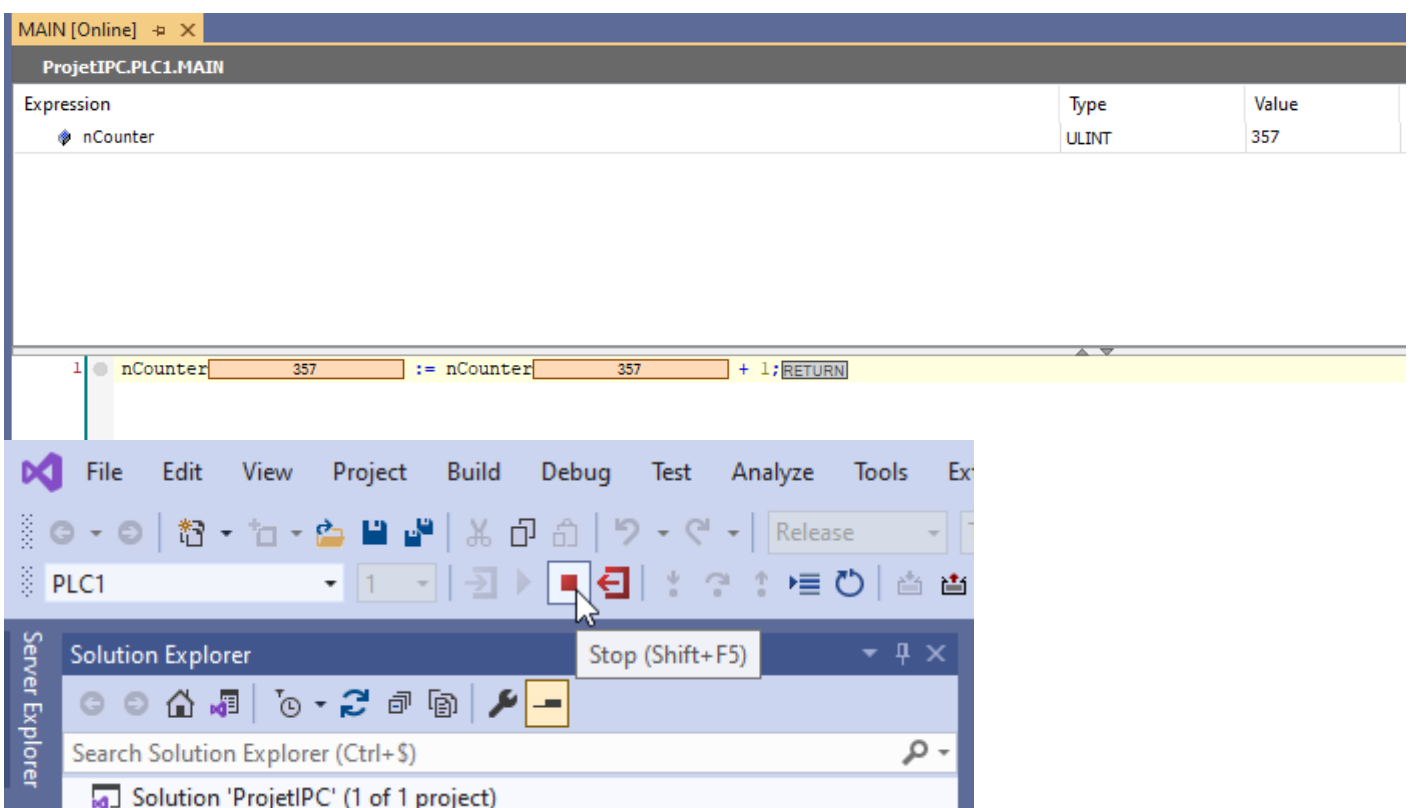 MAIN [Online]
ProjetIPC.PLC1.MAIN
Expression Type Value
nCounter ULINT 357
1 nCounter 357 := nCounter 357 + 1; RETURN
File Edit View Project Build Debug Test Analyze Tools Ex
Release
PLC1 1
Stop (Shift+F5)
Server Explorer
Solution Explorer
Search Solution Explorer (Ctrl+$)
Solution 'ProjetIPC' (1 of 1 project)